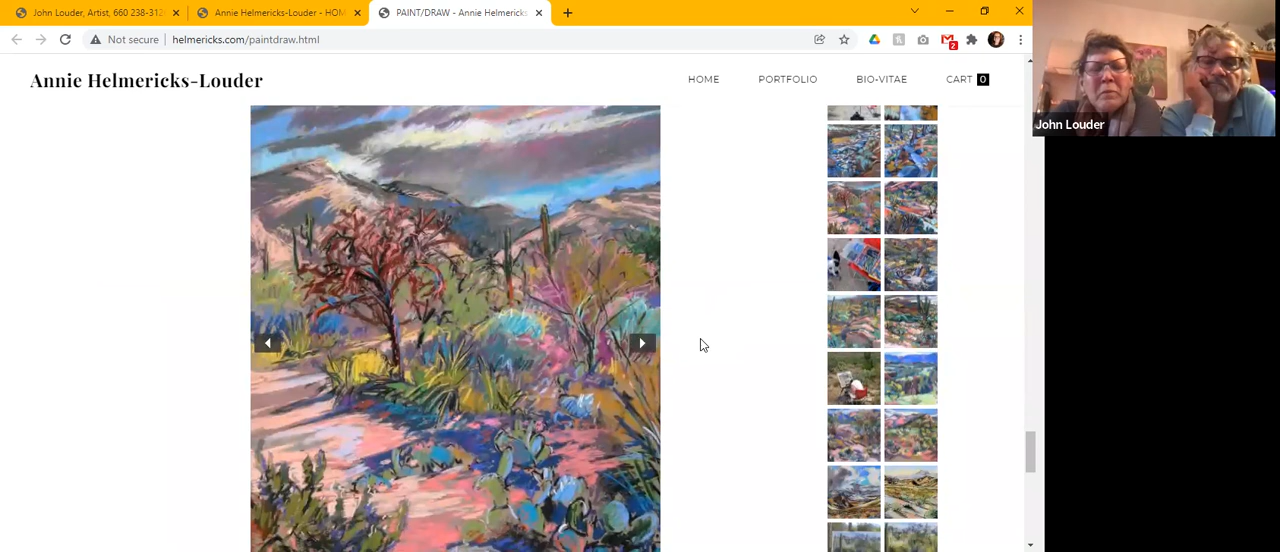 John Louder, Artist, 660 238-312
Annie Helmericks-Louder - HOM
PAINT/DRAW - Annie Helmericks
Not secure
helmericks.com/paintdraw.html
2
Annie Helmericks-Louder
HOME
PORTFOLIO
BIO-VITAE
CART 0
John Louder